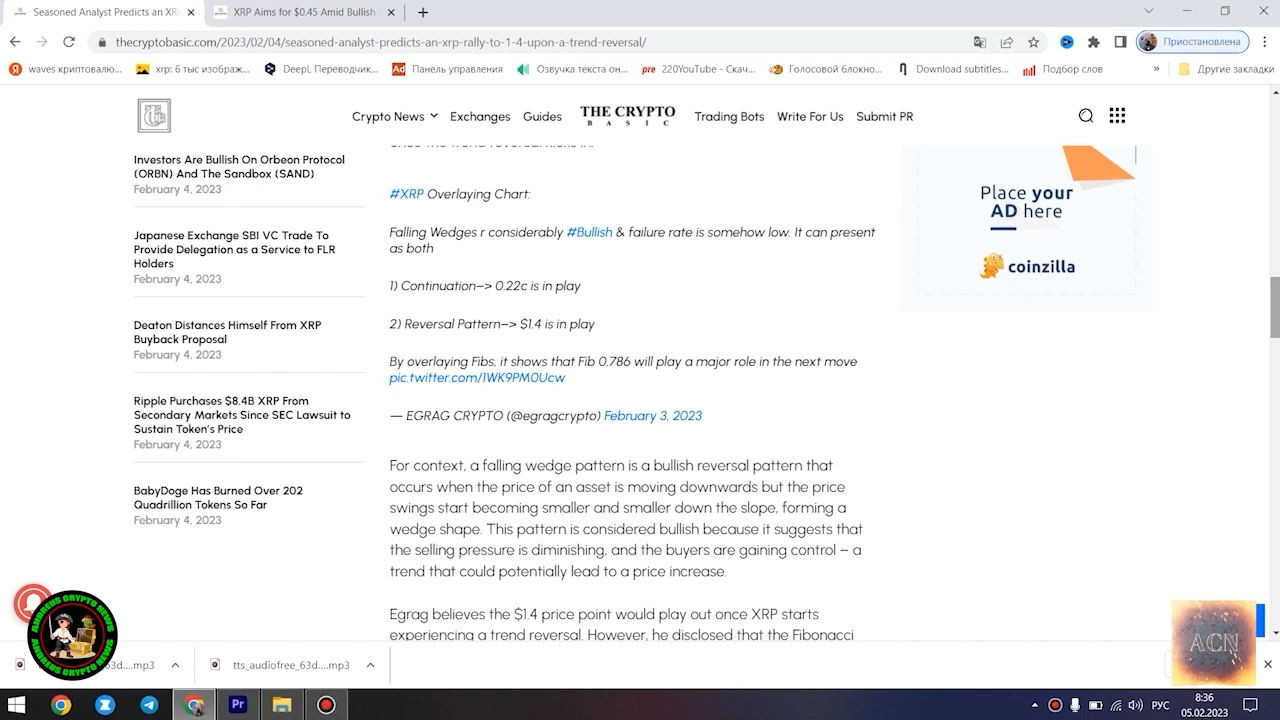 Seasoned Analyst Predicts an XR
XRP Aims for $0.45 Amid Bullish
thecryptobasic.com/2023/02/04/seasoned-analyst-predicts-an-xrp-rally-to-1-4-upon-a-trend-reversal/
Приостановлена
waves криптовалю...
xrp: 6 тыс изображ...
DeepL Переводчик...
Ad Панель управления
Озвучка текста он...
pre 220YouTube - Скач...
Голосовой блокно...
Download subtitles...
Подбор слов
»
Другие закладки
Crypto News
Exchanges
Guides
THE CRYPTO
BASIC
Trading Bots
Write For Us
Submit PR
Investors Are Bullish On Orbeon Protocol
(ORBN) And The Sandbox (SAND)
February 4, 2023
Japanese Exchange SBI VC Trade To
Provide Delegation as a Service to FLR
Holders
February 4, 2023
Deaton Distances Himself From XRP
Buyback Proposal
February 4, 2023
Ripple Purchases $8.4B XRP From
Secondary Markets Since SEC Lawsuit to
Sustain Token's Price
February 4, 2023
BabyDoge Has Burned Over 202
Quadrillion Tokens So Far
February 4, 2023
#XRP Overlaying Chart:
Falling Wedges r considerably #Bullish & failure rate is somehow low. It can present
as both
1) Continuation–> 0.22c is in play
2) Reversal Pattern–> $1.4 is in play
By overlaying Fibs, it shows that Fib 0.786 will play a major role in the next move
pic.twitter.com/1WK9PM0Ucw
— EGRAG CRYPTO (@egragcrypto) February 3, 2023
For context, a falling wedge pattern is a bullish reversal pattern that
occurs when the price of an asset is moving downwards but the price
swings start becoming smaller and smaller down the slope, forming a
wedge shape. This pattern is considered bullish because it suggests that
the selling pressure is diminishing, and the buyers are gaining control – a
trend that could potentially lead to a price increase.
Egrag believes the $1.4 price point would play out once XRP starts
experiencing a trend reversal. However, he disclosed that the Fibonacci
Place your
AD here
coinzilla
ANDREUS CRYPTO NEWS
ANDREUS CRYPTO NEWS
ACN
63d....mp3
tts_audiofree_63d....mp3
Pr
РУС
8:36
05.02.2023